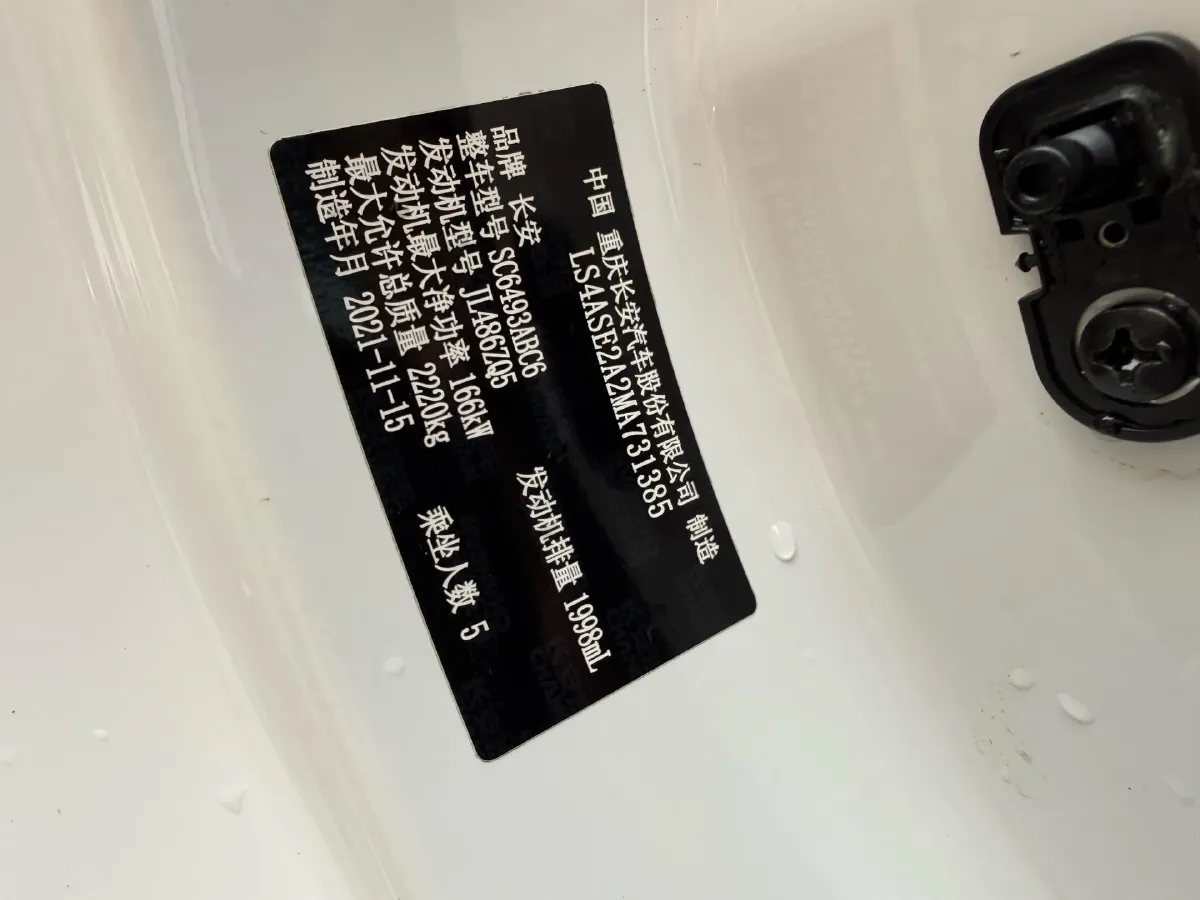 中国 重庆长安汽车股份有限公司 制造
LS4ASE2A2MA731385
品牌 长安 发动机排量 1998mL
整车型号 SC6493ABC6
发动机型号 JL486ZQ5
发动机最大净功率 166kW
最大允许总质量 2220kg 乘坐人数 5
制造年月 2021-11-15